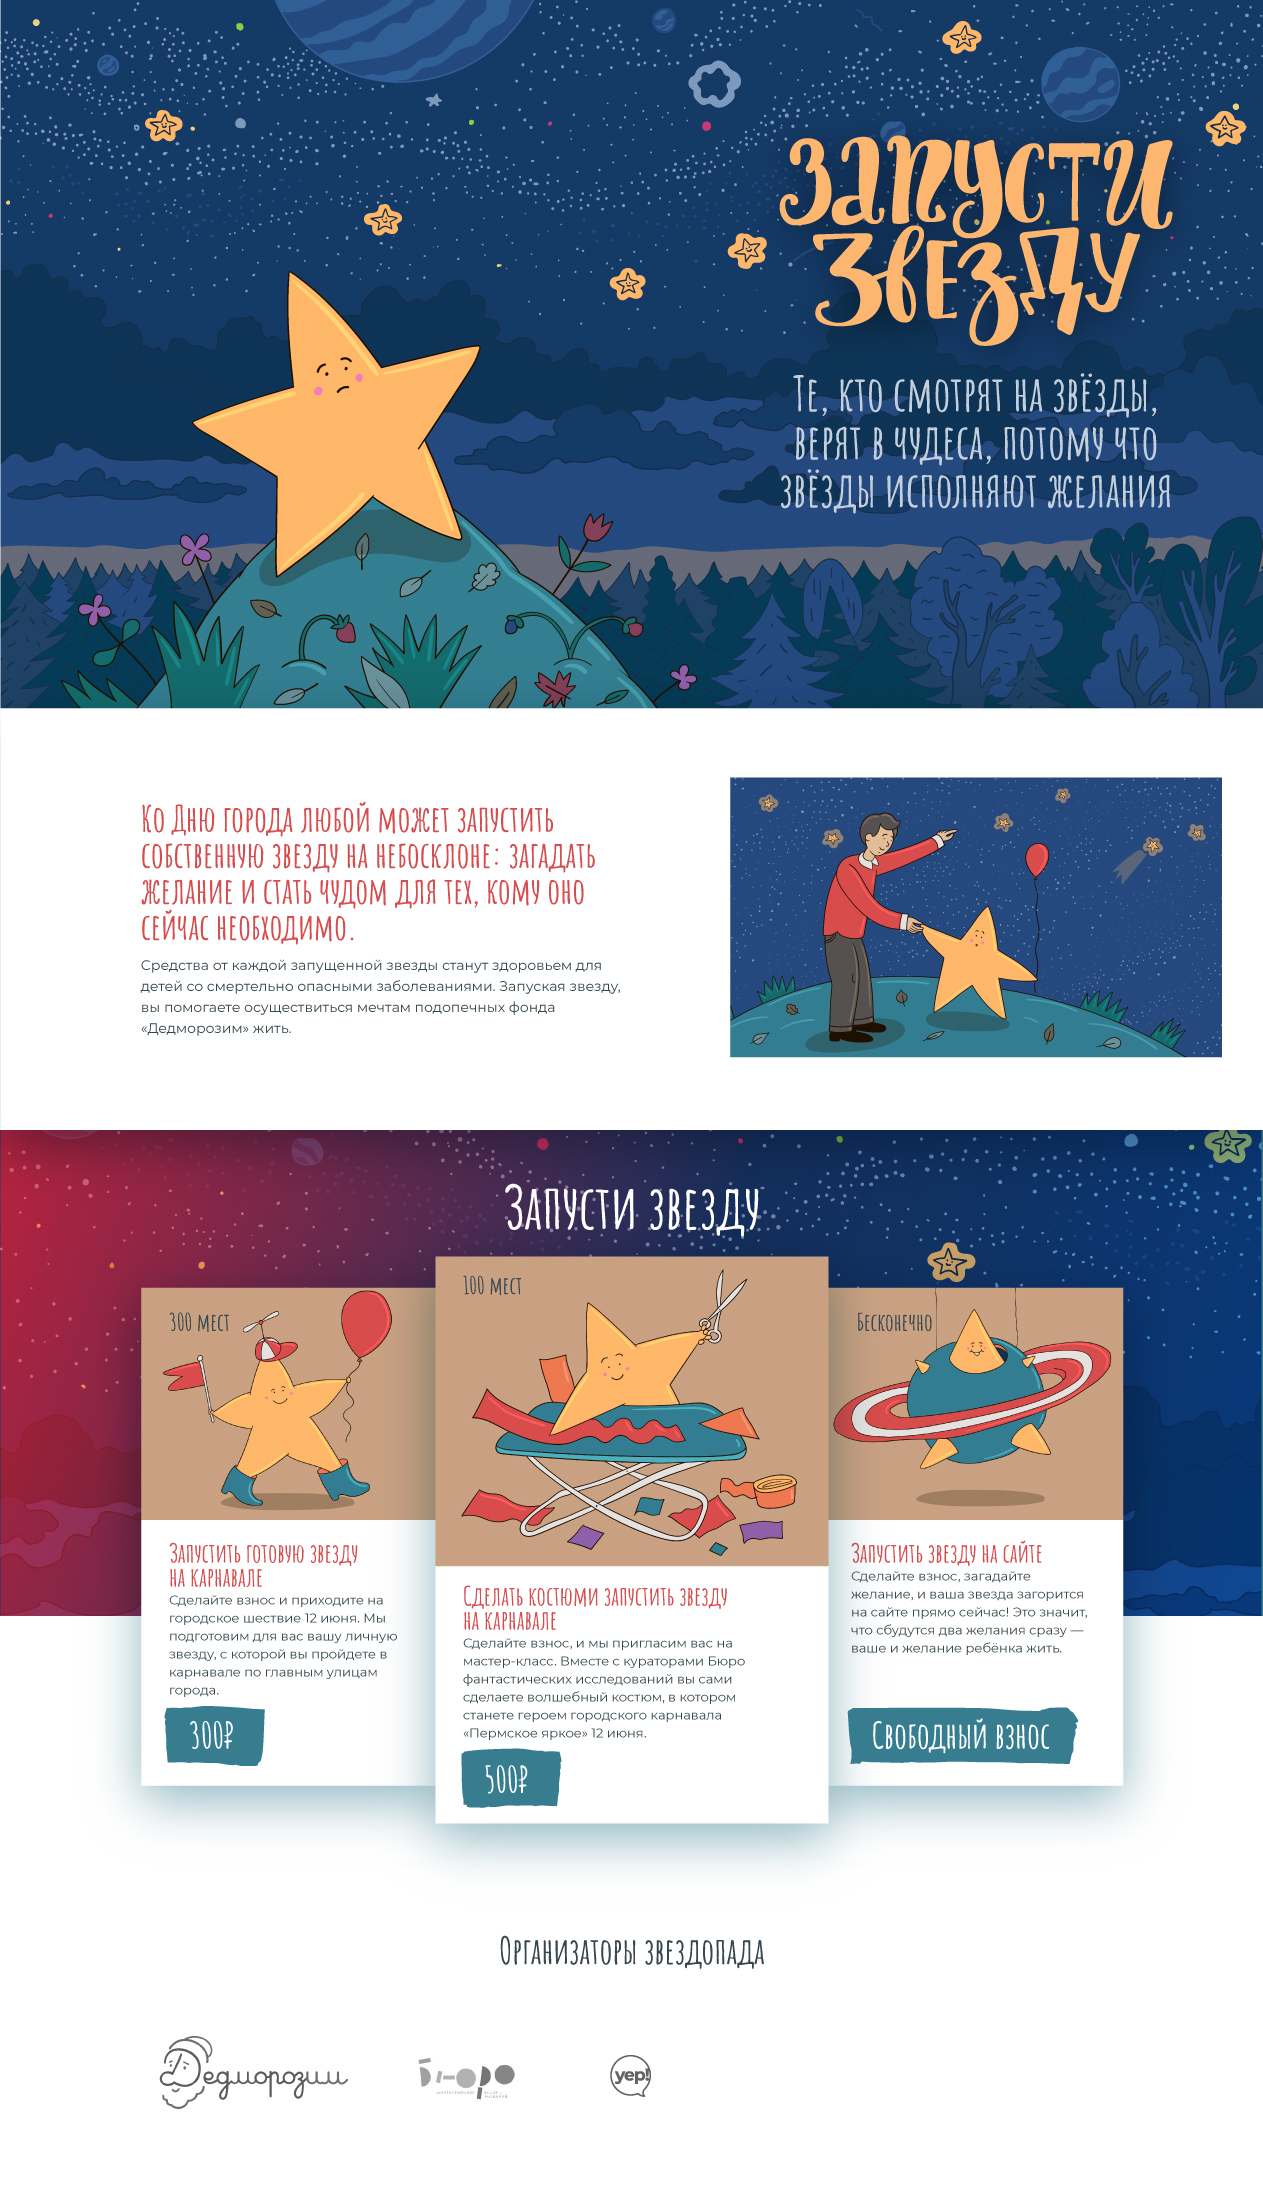 запусти
звезду
Те, кто смотрят на звёзды,
верят в чудеса, потому что
звёзды исполняют желания
Ко Дню города любой может запустить
собственную звезду на небосклоне: загадать
желание и стать чудом для тех, кому оно
сейчас необходимо.
Средства от каждой запущенной звезды станут здоровьем для
детей со смертельно опасными заболеваниями. Запуская звезду,
вы помогаете осуществиться мечтам подопечных фонда
«Дедморозим» жить.
Запусти звезду
300 мест
Запустить готовую звезду
на карнавале
Сделайте взнос и приходите на
городское шествие 12 июня. Мы
подготовим для вас вашу личную
звезду, с которой вы пройдете в
карнавале по главным улицам
города.
300₽
100 мест
Сделать костюми запустить звезду
на карнавале
Сделайте взнос, и мы пригласим вас на
мастер-класс. Вместе с кураторами Бюро
фантастических исследований вы сами
сделаете волшебный костюм, в котором
станете героем городского карнавала
«Пермское яркое» 12 июня.
500₽
Бесконечно
Запустить звезду на сайте
Сделайте взнос, загадайте
желание, и ваша звезда загорится
на сайте прямо сейчас! Это значит,
что сбудутся два желания сразу —
ваше и желание ребёнка жить.
Свободный взнос
Организаторы звездопада
Дедморозим
Бюро
yep!